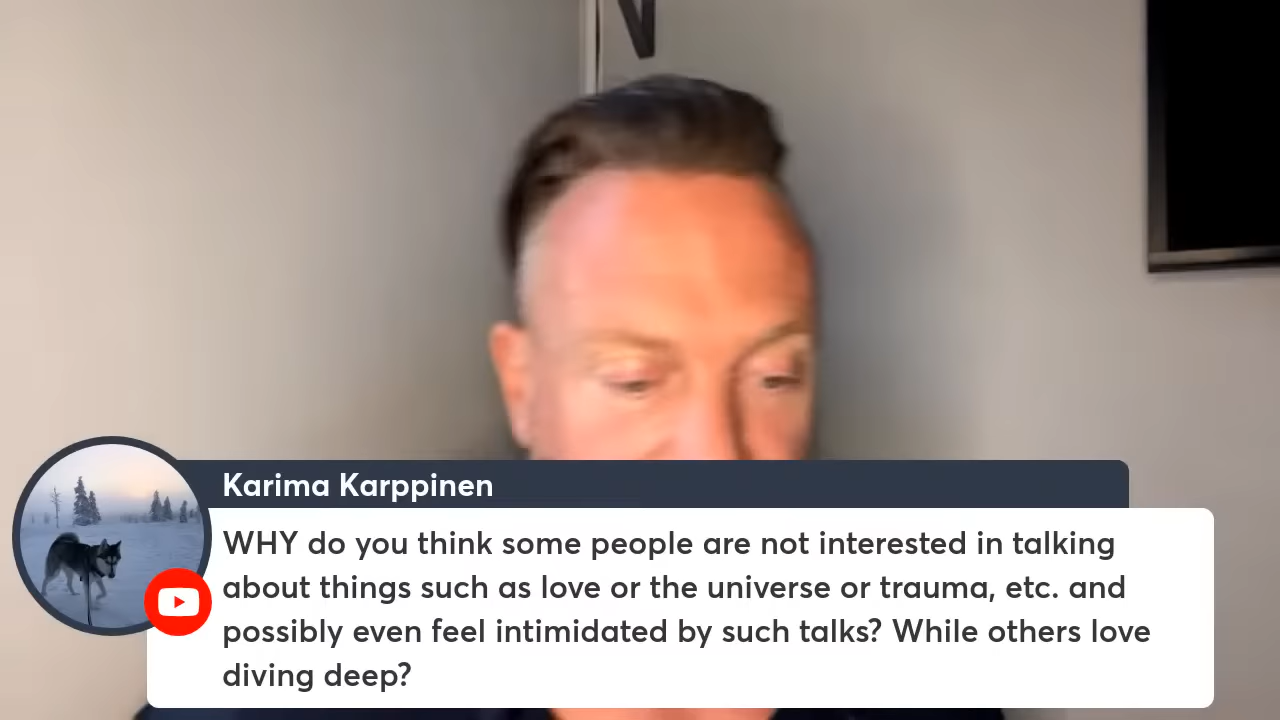 Karima Karppinen
WHY do you think some people are not interested in talking
about things such as love or the universe or trauma, etc. and
possibly even feel intimidated by such talks? While others love
diving deep?